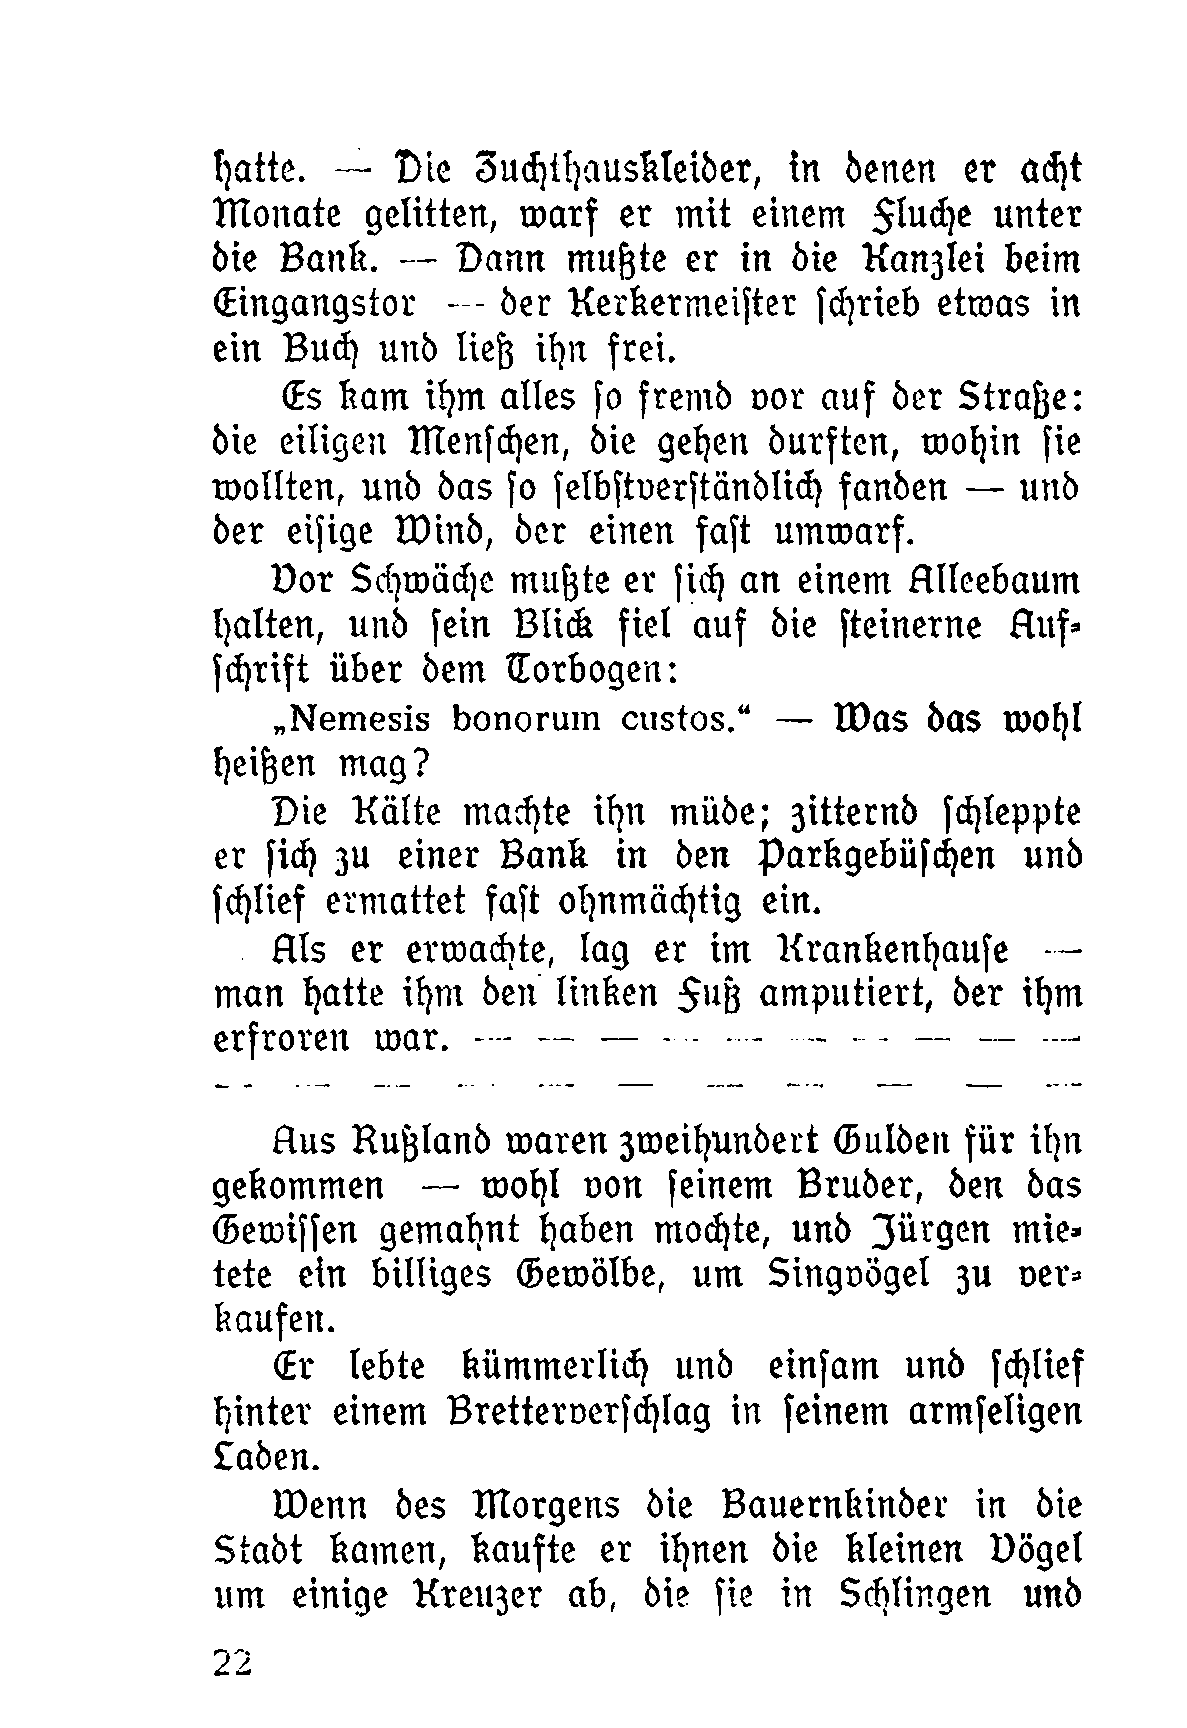 hatte. — Die Zuchthauskleider, in denen er acht
Monate gelitten, warf er mit einem Fluche unter
die Bank. — Dann mußte er in die Kanzlei beim
Eingangstor — der Kerkermeiſter ſchrieb etwas in
ein Buch und ließ ihn frei.
Es kam ihm alles ſo fremd vor auf der Straße:
die eiligen Menſchen, die gehen durften, wohin ſie
wollten, und das ſo ſelbſtverſtändlich fanden — und
der eiſige Wind, der einen faſt umwarf.
Vor Schwäche mußte er ſich an einem Alleebaum
halten, und ſein Blick fiel auf die ſteinerne Auf-
ſchrift über dem Torbogen:
„Nemesis bonorum custos.“ — Was das wohl
heißen mag?
Die Kälte machte ihn müde; zitternd ſchleppte
er ſich zu einer Bank in den Parkgebüſchen und
ſchlief ermattet faſt ohnmächtig ein.
Als er erwachte, lag er im Krankenhauſe —
man hatte ihm den linken Fuß amputiert, der ihm
erfroren war. — — — — — — — — — —
— — — — — — — — — — —
Aus Rußland waren zweihundert Gulden für ihn
gekommen — wohl von ſeinem Bruder, den das
Gewiſſen gemahnt haben mochte, und Jürgen mie-
tete ein billiges Gewölbe, um Singvögel zu ver-
kaufen.
Er lebte kümmerlich und einſam und ſchlief
hinter einem Bretterverſchlag in ſeinem armſeligen
Laden.
Wenn des Morgens die Bauernkinder in die
Stadt kamen, kaufte er ihnen die kleinen Vögel
um einige Kreuzer ab, die ſie in Schlingen und
22